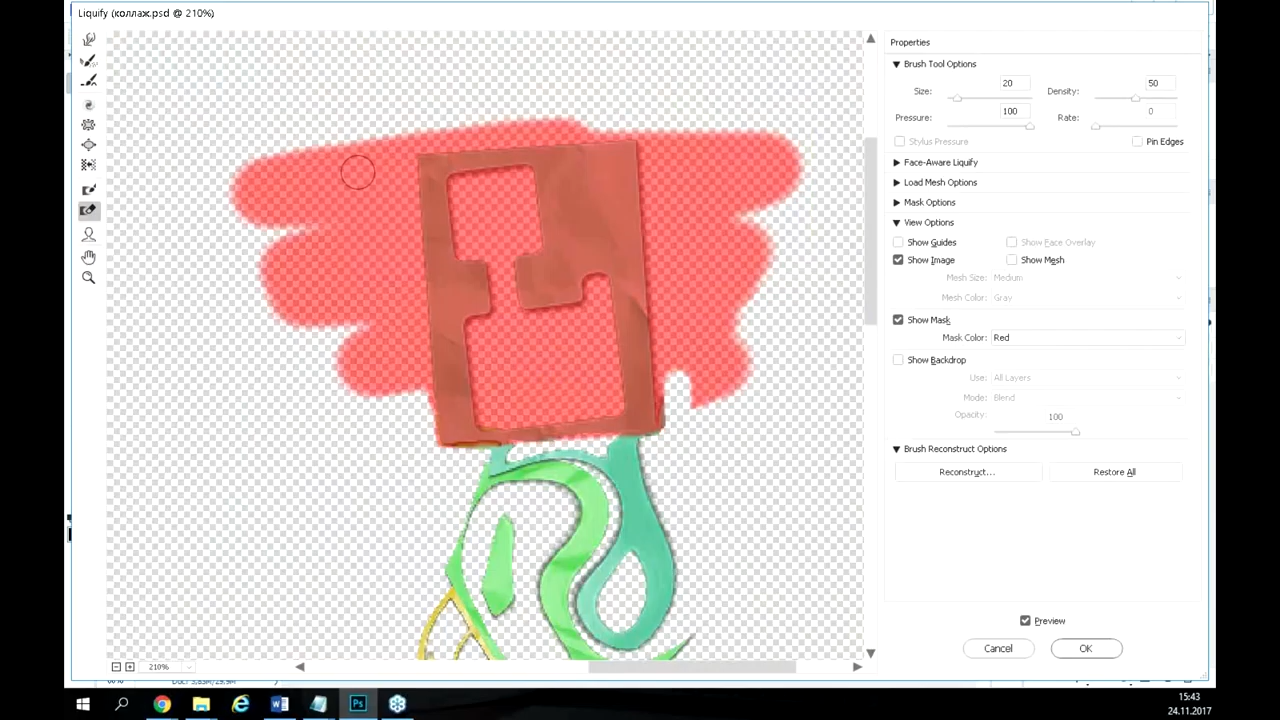 Liquify (коллаж.psd @ 210%)
Properties
Brush Tool Options
Size: 20 Density: 50
Pressure: 100 Rate: 0
Stylus Pressure Pin Edges
Face-Aware Liquify
Load Mesh Options
Mask Options
View Options
Show Guides Show Face Overlay
Show Image Show Mesh
Mesh Size: Medium
Mesh Color: Gray
Show Mask
Mask Color: Red
Show Backdrop
Use: All Layers
Mode: Blend
Opacity: 100
Brush Reconstruct Options
Reconstruct... Restore All
Preview
Cancel OK
210%
Ps
15:43
24.11.2017